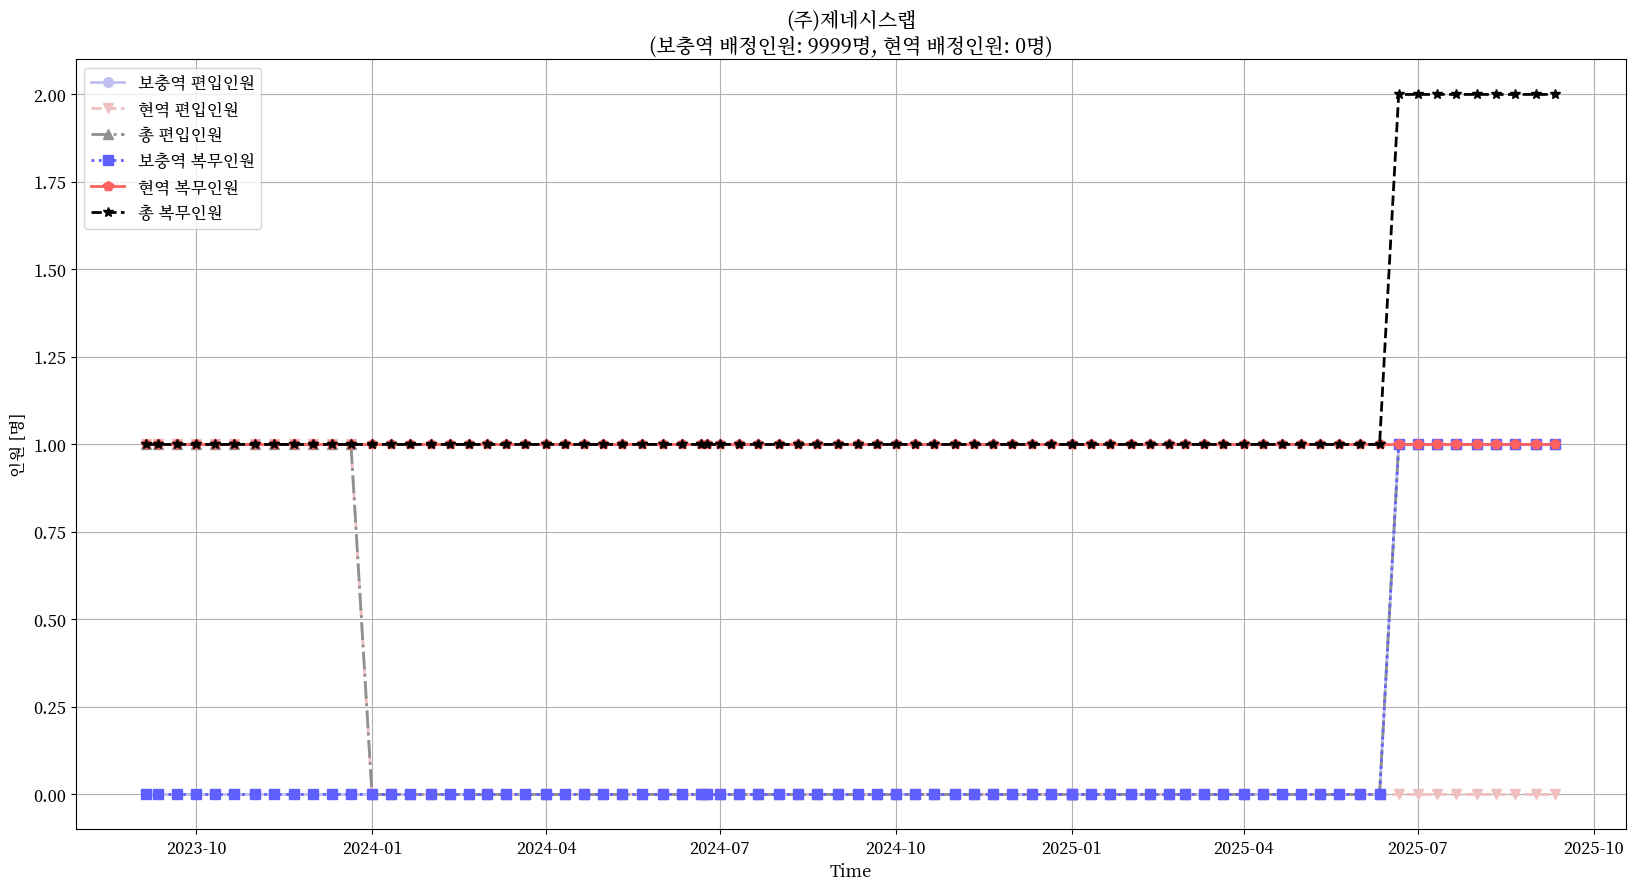 (주)제네시스랩
(보충역 배정인원: 9999명, 현역 배정인원: 0명)
보충역 편입인원
현역 편입인원
총 편입인원
보충역 복무인원
현역 복무인원
총 복무인원
2.00
1.75
1.50
1.25
1.00
0.75
0.50
0.25
0.00
인원 [명]
2023-10 2024-01 2024-04 2024-07 2024-10 2025-01 2025-04 2025-07 2025-10
Time